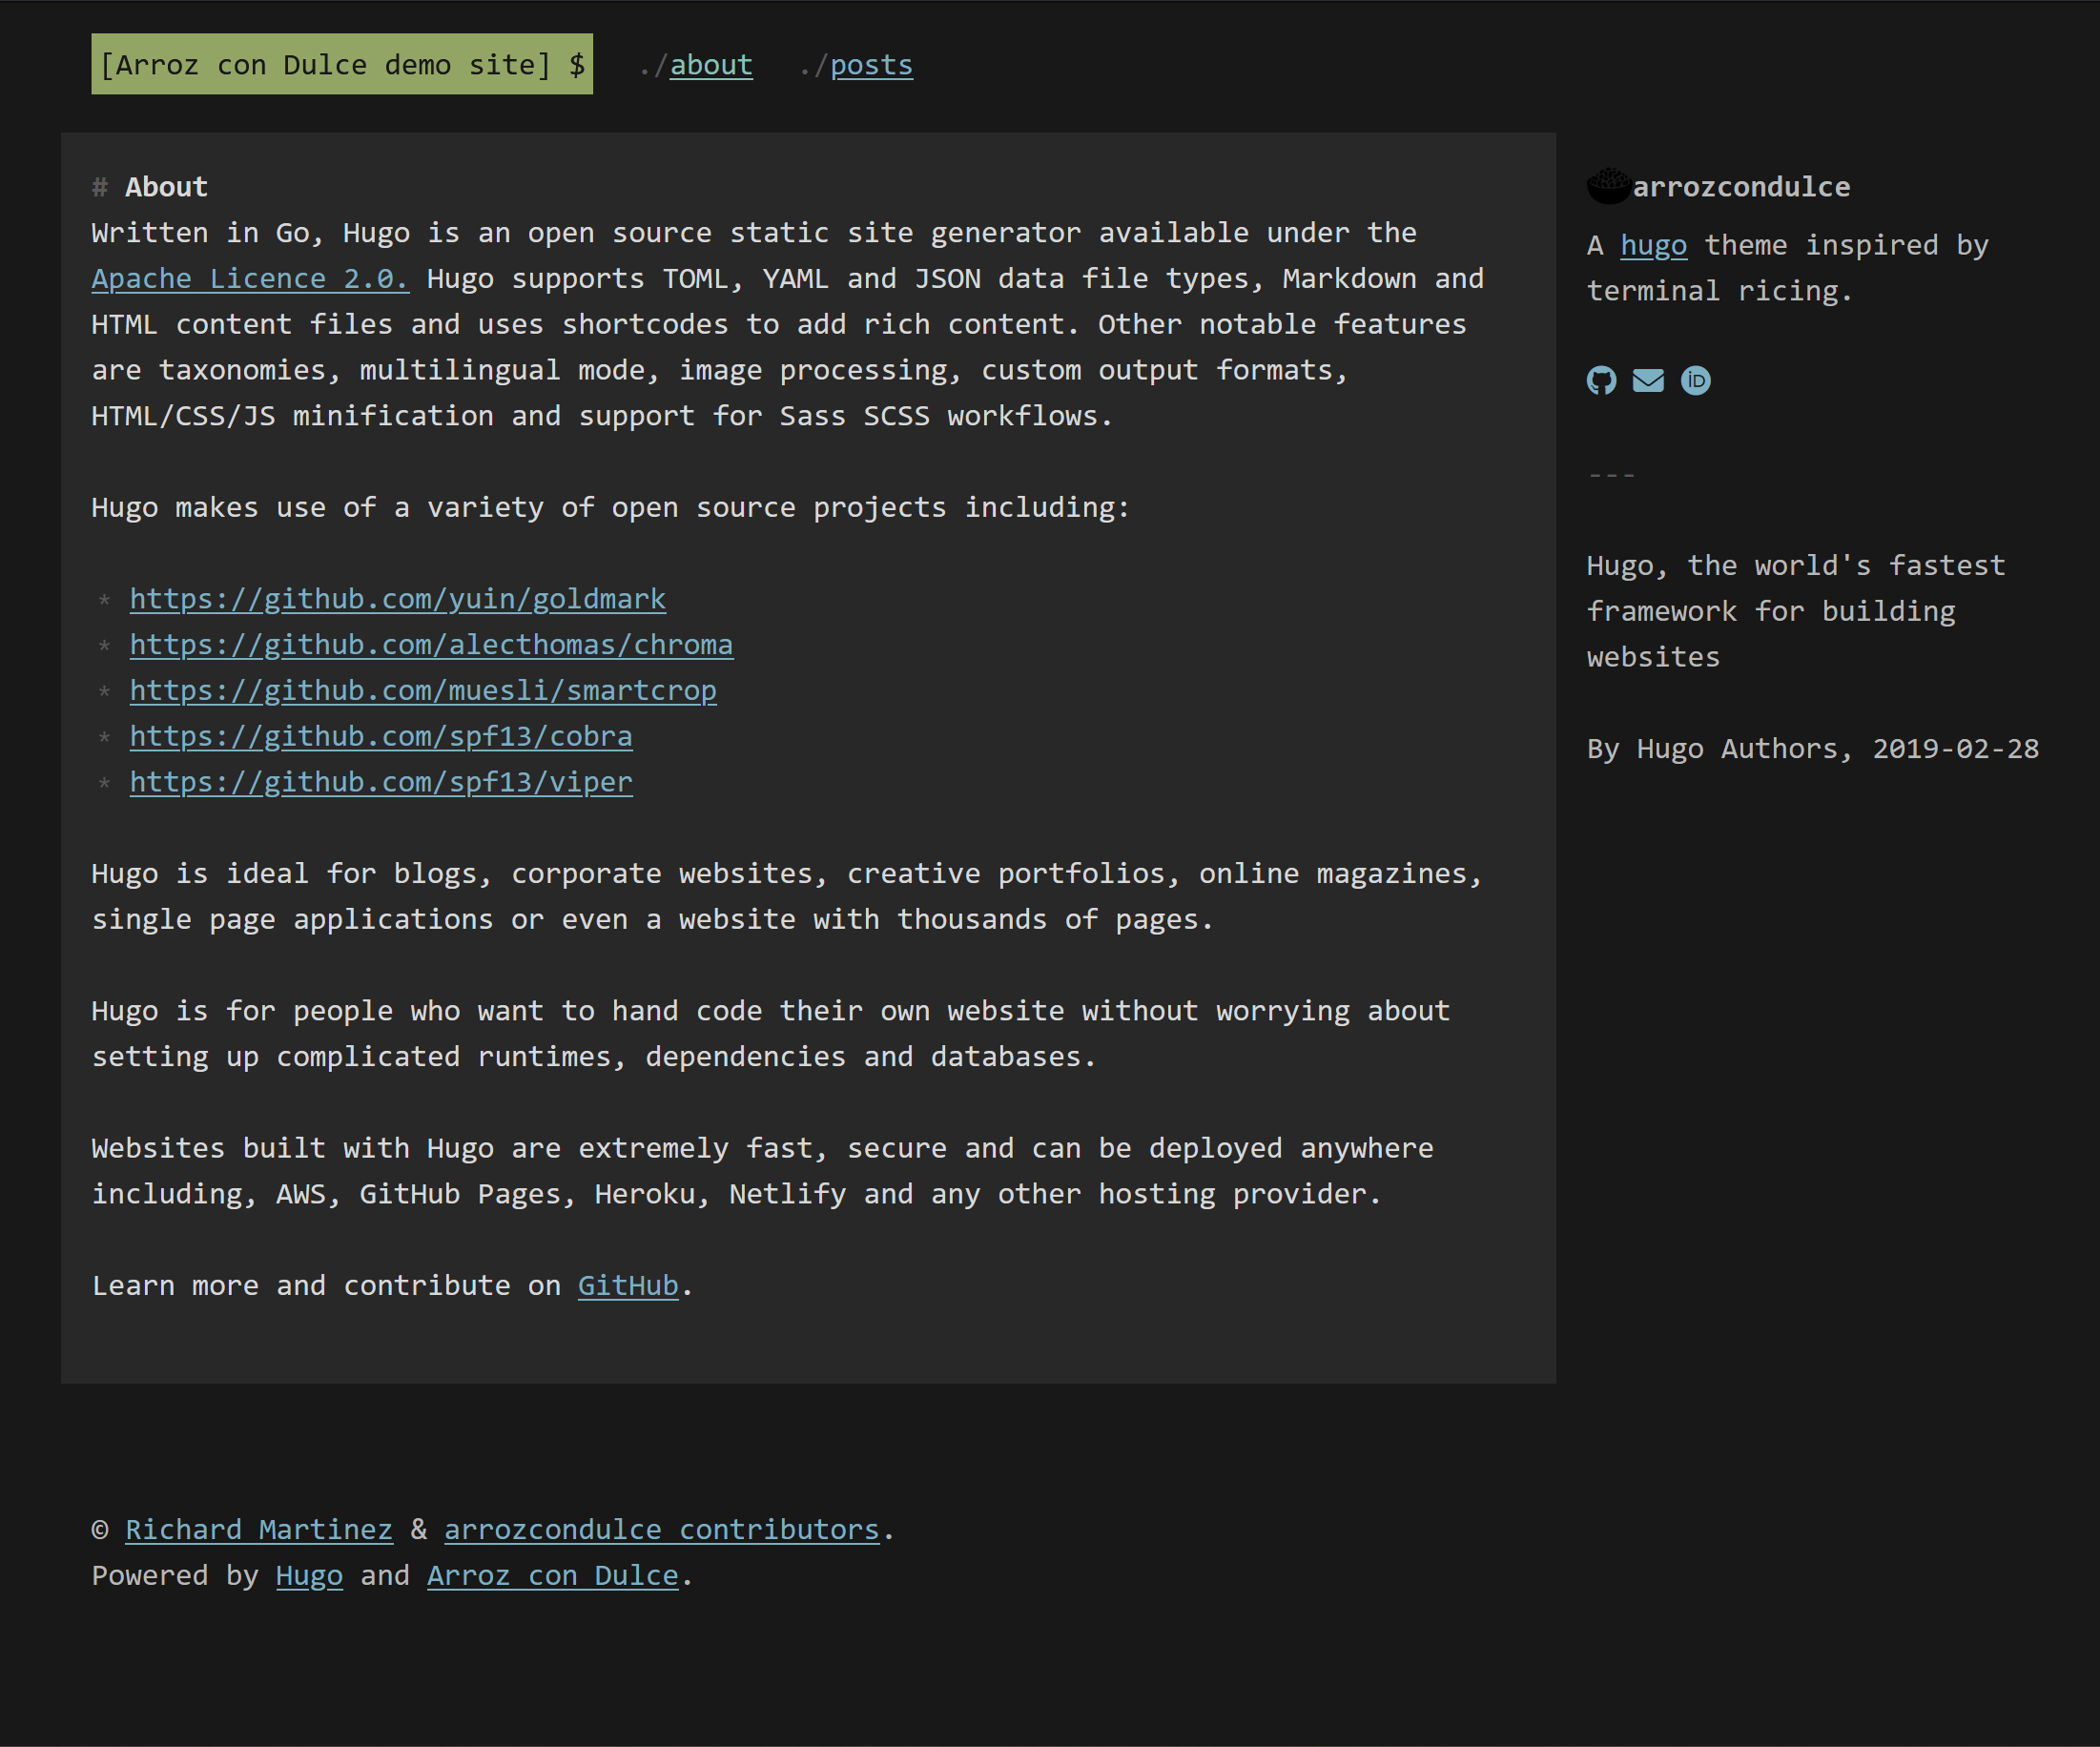 [Arroz con Dulce demo site] $ ./about ./posts
# About
Written in Go, Hugo is an open source static site generator available under the
Apache Licence 2.0. Hugo supports TOML, YAML and JSON data file types, Markdown and
HTML content files and uses shortcodes to add rich content. Other notable features
are taxonomies, multilingual mode, image processing, custom output formats,
HTML/CSS/JS minification and support for Sass SCSS workflows.
Hugo makes use of a variety of open source projects including:
* https://github.com/yuin/goldmark
* https://github.com/alecthomas/chroma
* https://github.com/muesli/smartcrop
* https://github.com/spf13/cobra
* https://github.com/spf13/viper
Hugo is ideal for blogs, corporate websites, creative portfolios, online magazines,
single page applications or even a website with thousands of pages.
Hugo is for people who want to hand code their own website without worrying about
setting up complicated runtimes, dependencies and databases.
Websites built with Hugo are extremely fast, secure and can be deployed anywhere
including, AWS, GitHub Pages, Heroku, Netlify and any other hosting provider.
Learn more and contribute on GitHub.
arrozcondulce
A hugo theme inspired by
terminal ricing.
iD
---
Hugo, the world's fastest
framework for building
websites
By Hugo Authors, 2019-02-28
© Richard Martinez & arrozcondulce contributors.
Powered by Hugo and Arroz con Dulce.